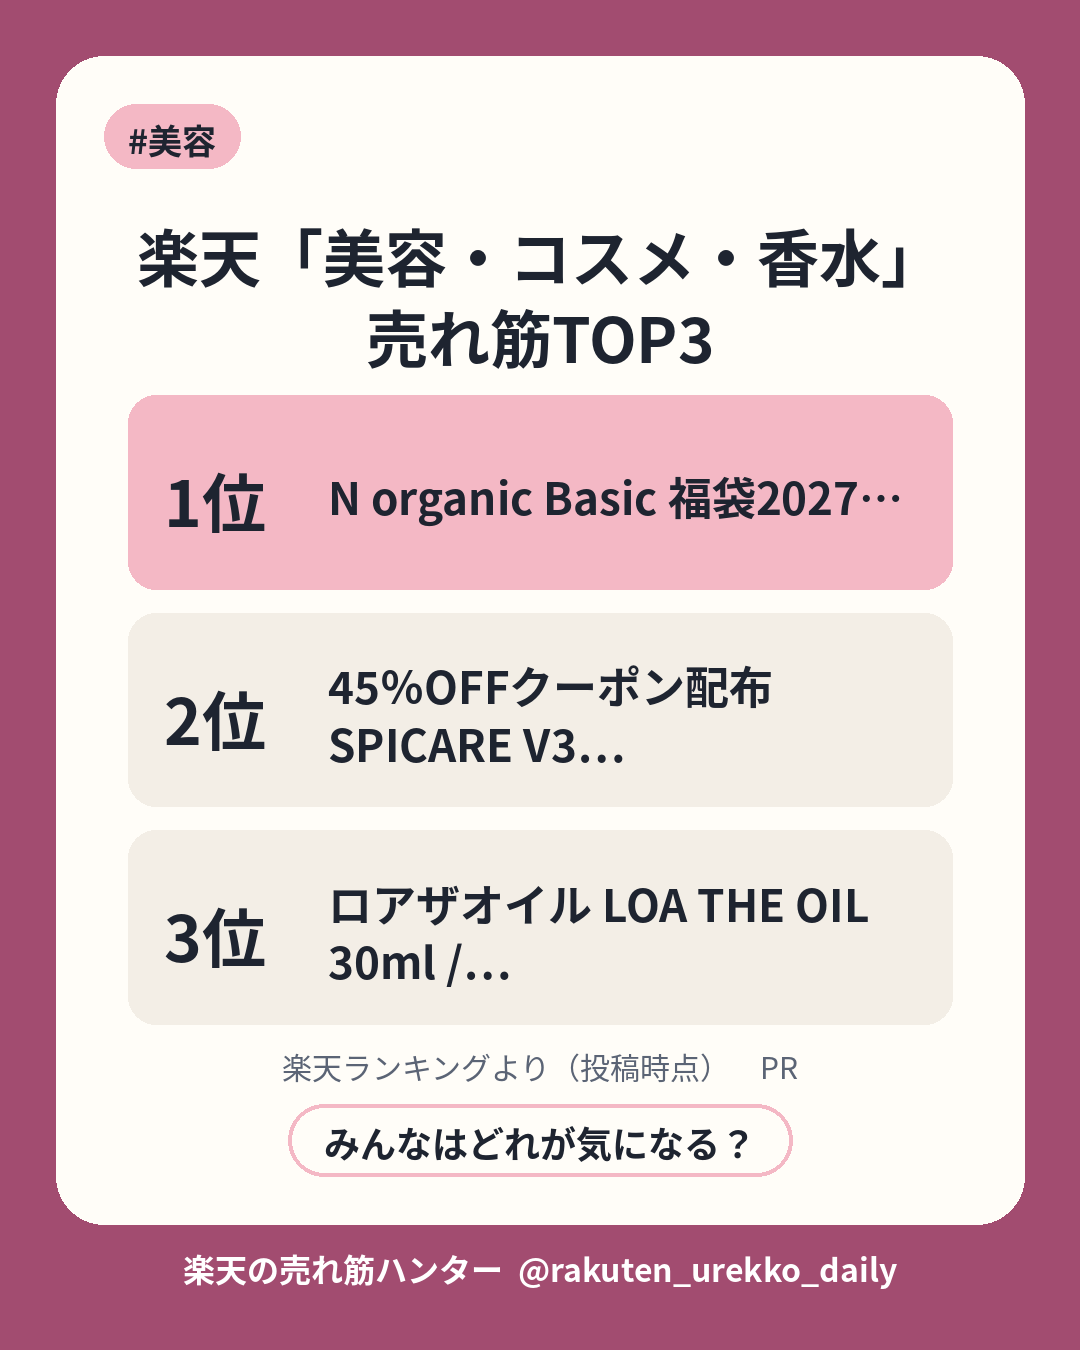 #美容
楽天「美容・コスメ・香水」
売れ筋TOP3
1位
N organic Basic 福袋2027…
2位
45%OFFクーポン配布
SPICARE V3…
3位
ロアザオイル LOA THE OIL
30ml /…
楽天ランキングより（投稿時点）　PR
みんなはどれが気になる？
楽天の売れ筋ハンター @rakuten_urekko_daily